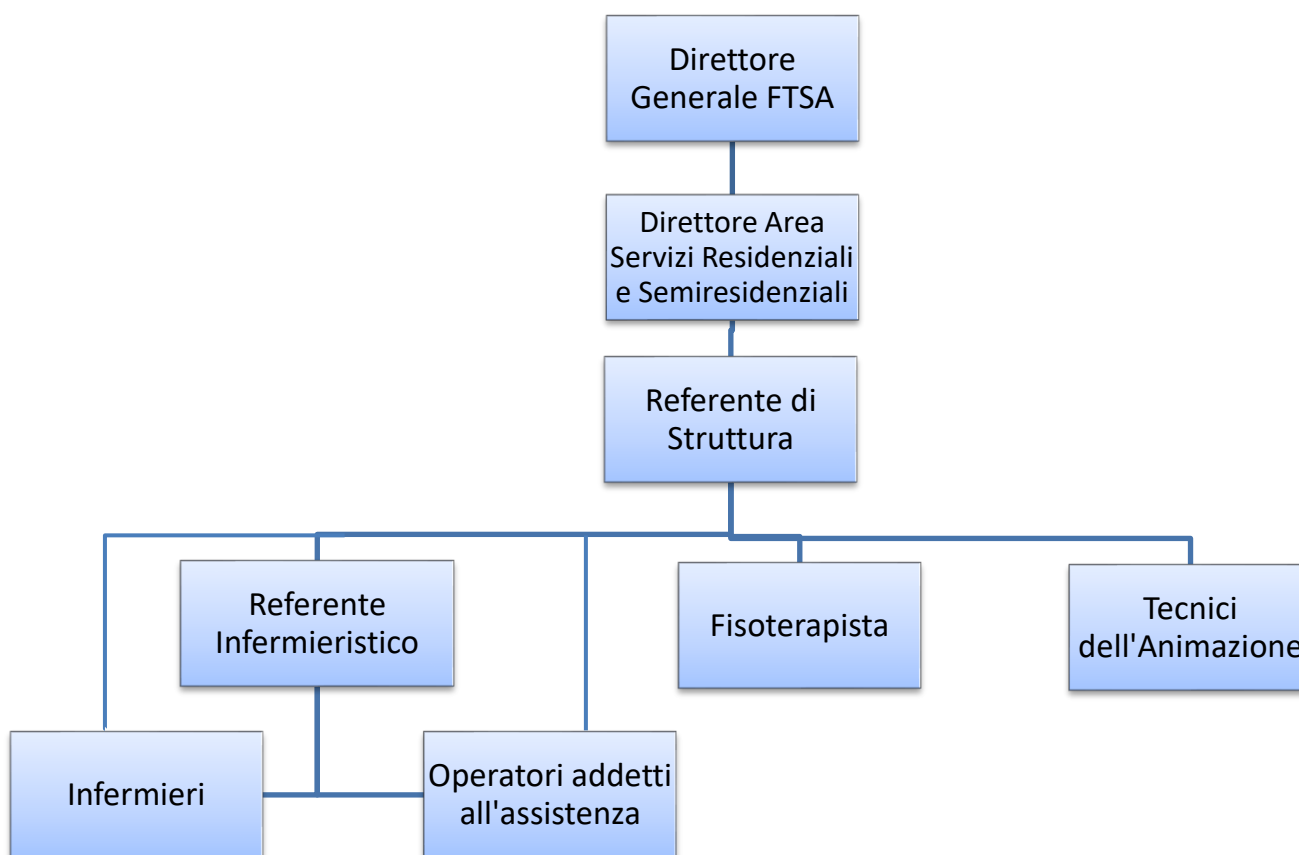 Direttore
Generale FTSA
Direttore Area
Servizi Residenziali
e Semiresidenziali
Referente di
Struttura
Referente
Infermieristico
Fisoterapista
Tecnici
dell'Animazione
Infermieri
Operatori addetti
all'assistenza